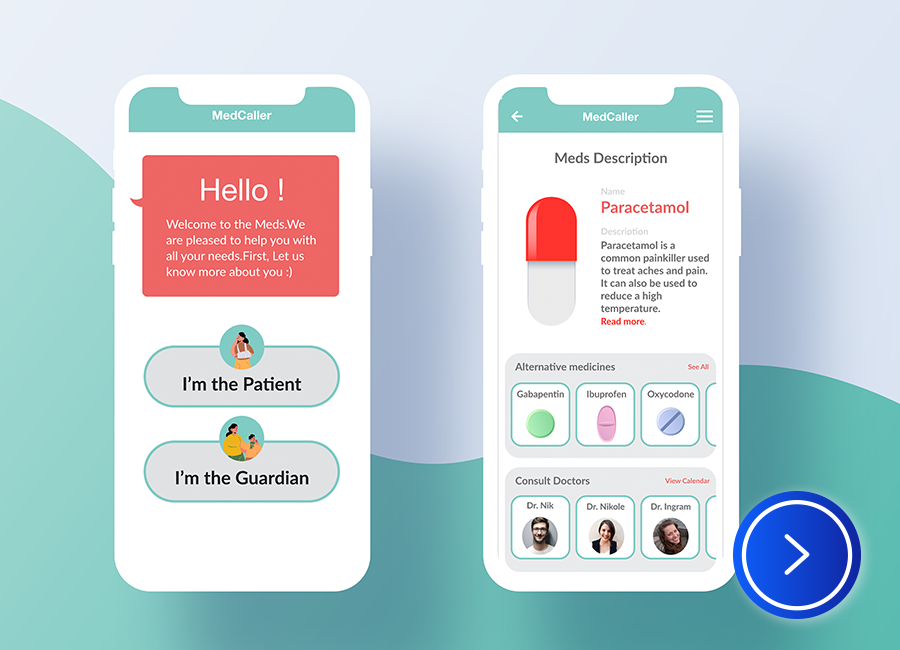 MedCaller
Hello !
Welcome to the Meds.We
are pleased to help you with
all your needs.First, Let us
know more about you :)
I'm the Patient
I'm the Guardian
MedCaller
Meds Description
Name
Paracetamol
Description
Paracetamol is a
common painkiller used
to treat aches and pain.
It can also be used to
reduce a high
temperature.
Read more.
Alternative medicines See All
Gabapentin Ibuprofen Oxycodone
Consult Doctors View Calendar
Dr. Nik Dr. Nikole Dr. Ingram